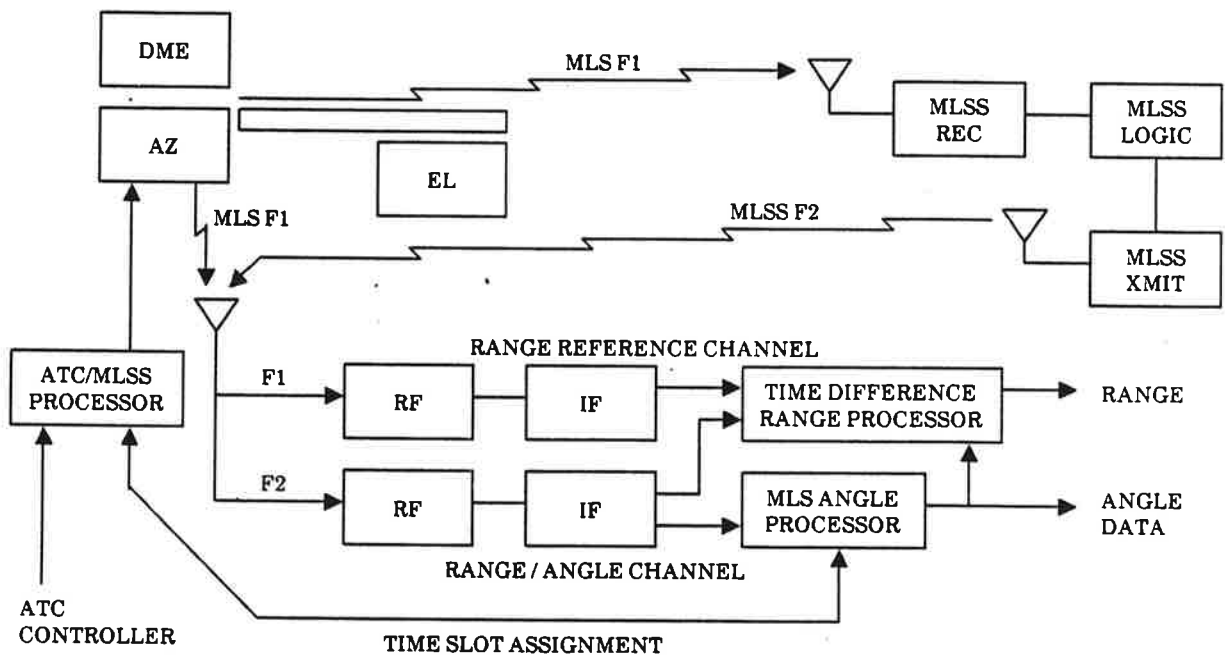 DME
MLS F1
AZ
MLSS
REC
MLSS
LOGIC
EL
MLS F1
MLSS F2
MLSS
XMIT
RANGE REFERENCE CHANNEL
ATC/MLSS
PROCESSOR
F1
RF
IF
TIME DIFFERENCE
RANGE PROCESSOR
RANGE
F2
RF
IF
MLS ANGLE
PROCESSOR
ANGLE
DATA
RANGE / ANGLE CHANNEL
ATC
CONTROLLER
TIME SLOT ASSIGNMENT